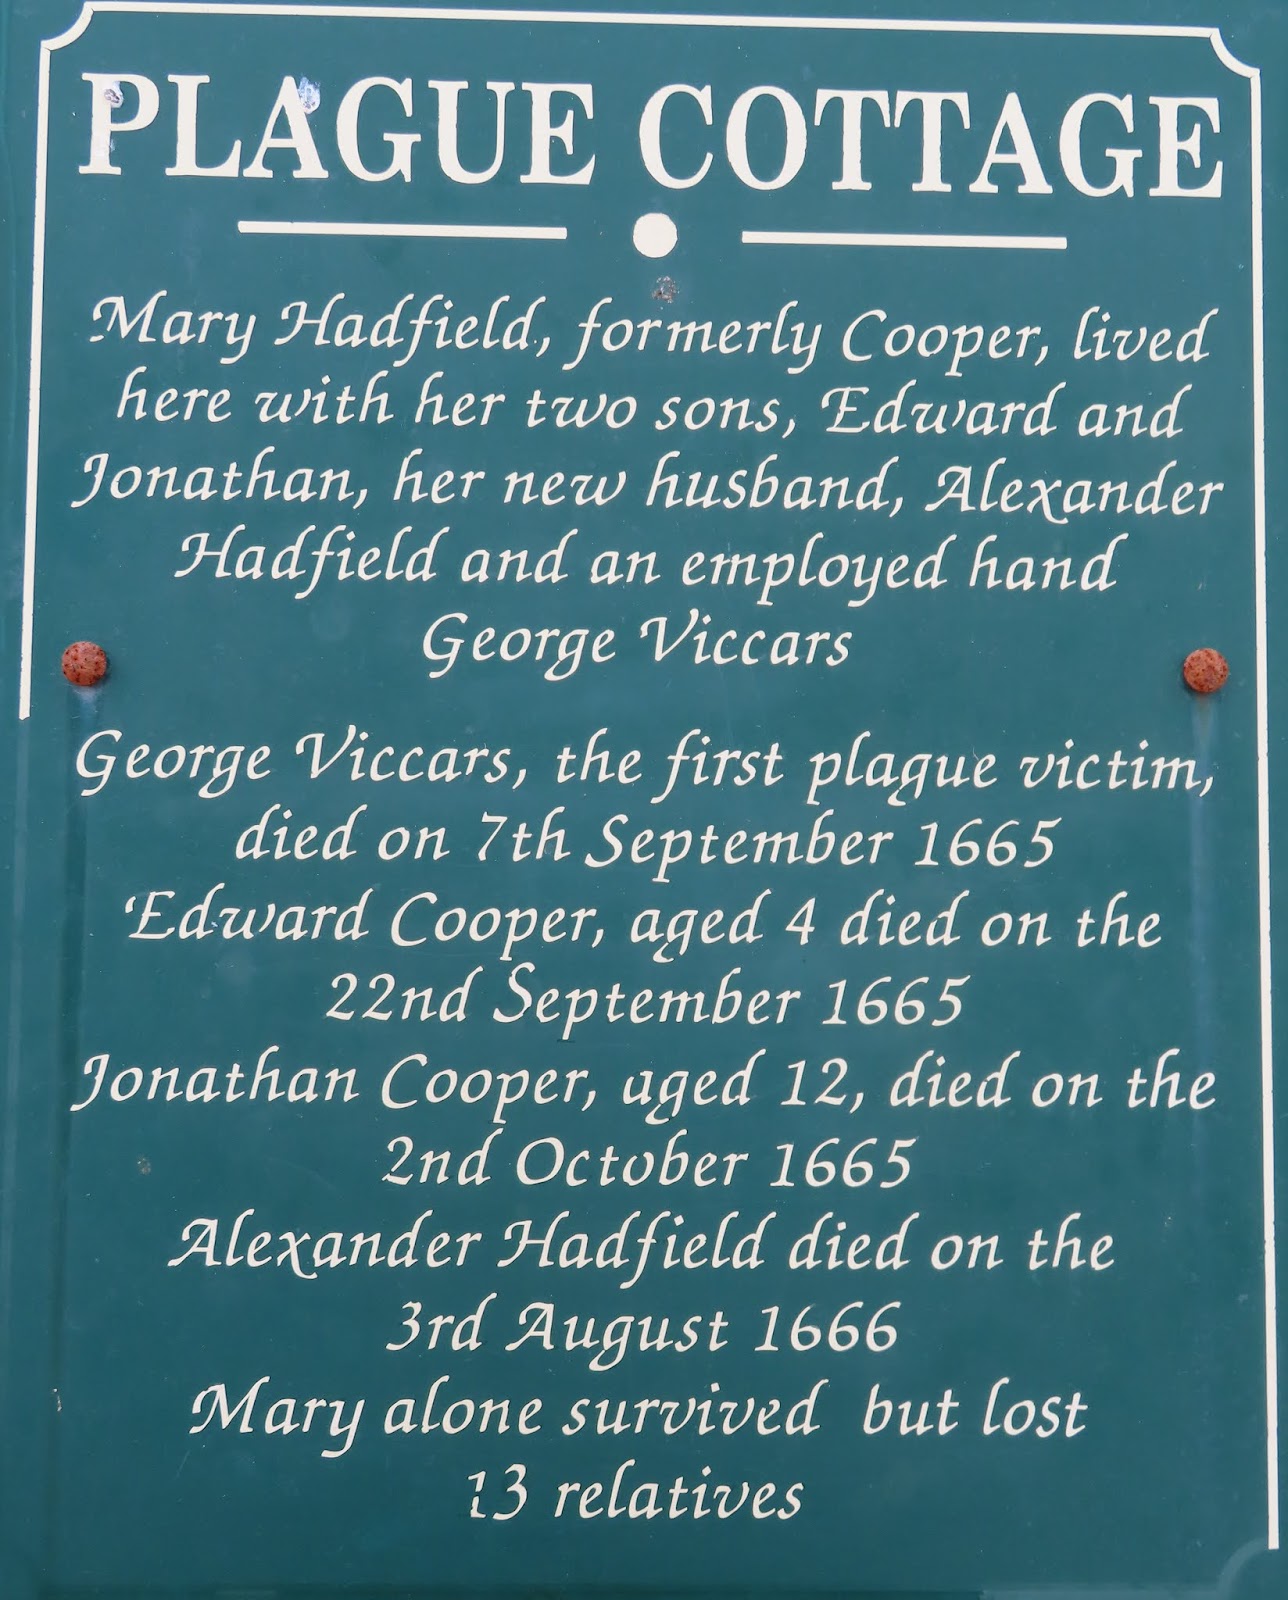 PLAGUE COTTAGE
Mary Hadfield, formerly Cooper, lived
here with her two sons, Edward and
Jonathan, her new husband, Alexander
Hadfield and an employed hand
George Viccars
George Viccars, the first plague victim,
died on 7th September 1665
Edward Cooper, aged 4 died on the
22nd September 1665
Jonathan Cooper, aged 12, died on the
2nd October 1665
Alexander Hadfield died on the
3rd August 1666
Mary alone survived but lost
13 relatives